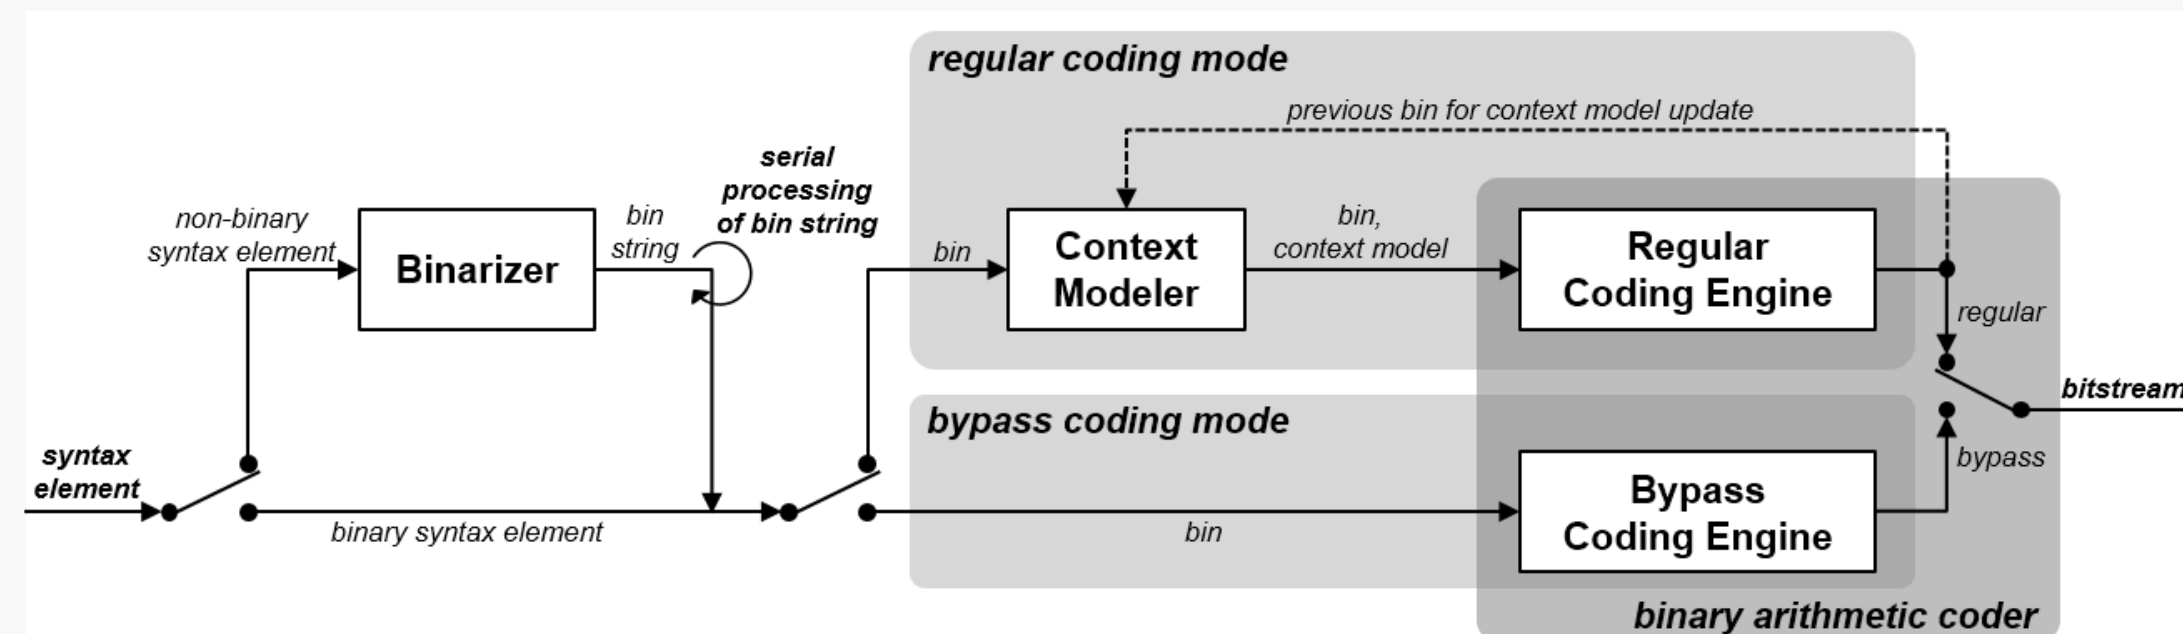 regular coding mode
previous bin for context model update
serial
processing
of bin string
non-binary
syntax element
Binarizer
bin
string
bin
Context
Modeler
bin,
context model
Regular
Coding Engine
regular
bitstream
bypass coding mode
syntax
element
binary syntax element
bin
Bypass
Coding Engine
bypass
binary arithmetic coder